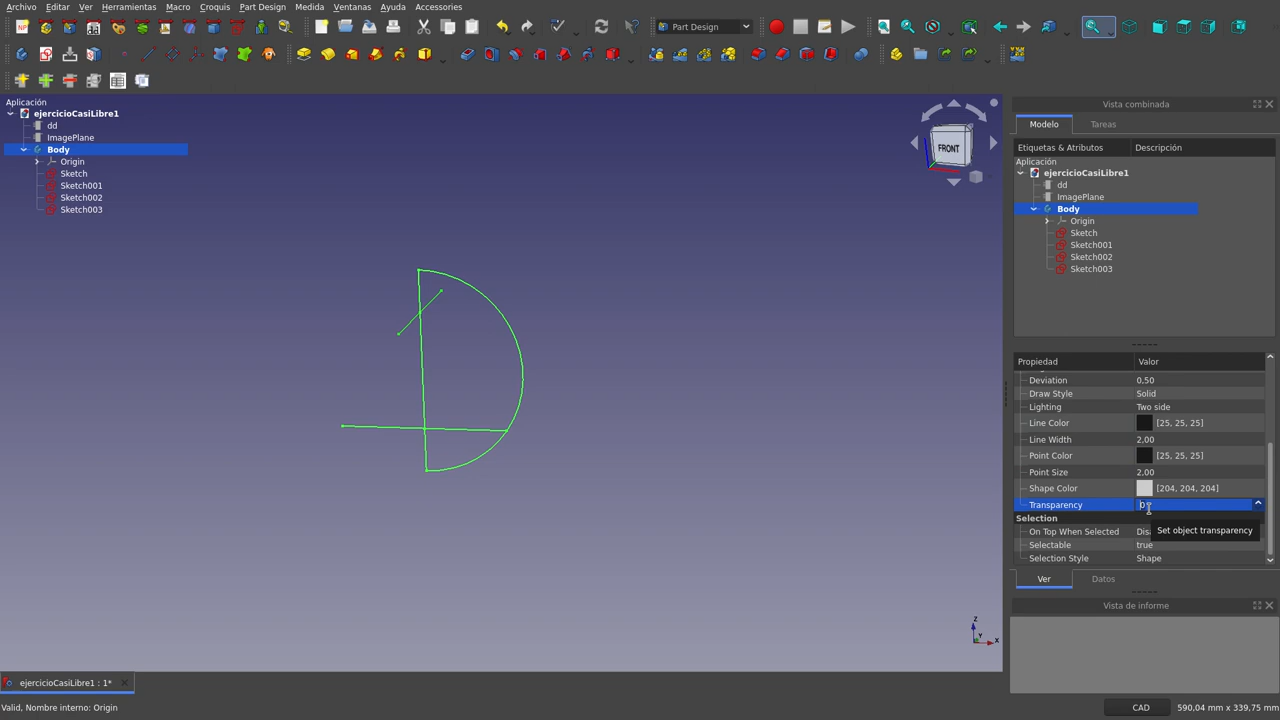 Archivo Editar Ver Herramientas Macro Croquis Part Design Medida Ventanas Ayuda Accessories
Part Design
Aplicación
ejercicioCasiLibre1
dd
ImagePlane
Body
Origin
Sketch
Sketch001
Sketch002
Sketch003
FRONT
Z
Y
X
Vista combinada
Modelo Tareas
Etiquetas & Atributos Descripción
Aplicación
ejercicioCasiLibre1
dd
ImagePlane
Body
Origin
Sketch
Sketch001
Sketch002
Sketch003
Propiedad Valor
Deviation 0,50
Draw Style Solid
Lighting Two side
Line Color [25, 25, 25]
Line Width 2,00
Point Color [25, 25, 25]
Point Size 2,00
Shape Color [204, 204, 204]
Transparency 0
Selection
On Top When Selected
Set object transparency
Selectable true
Selection Style Shape
Ver Datos
Vista de informe
ejercicioCasiLibre1 : 1*
Valid, Nombre interno: Origin
CAD 590,04 mm x 339,75 mm